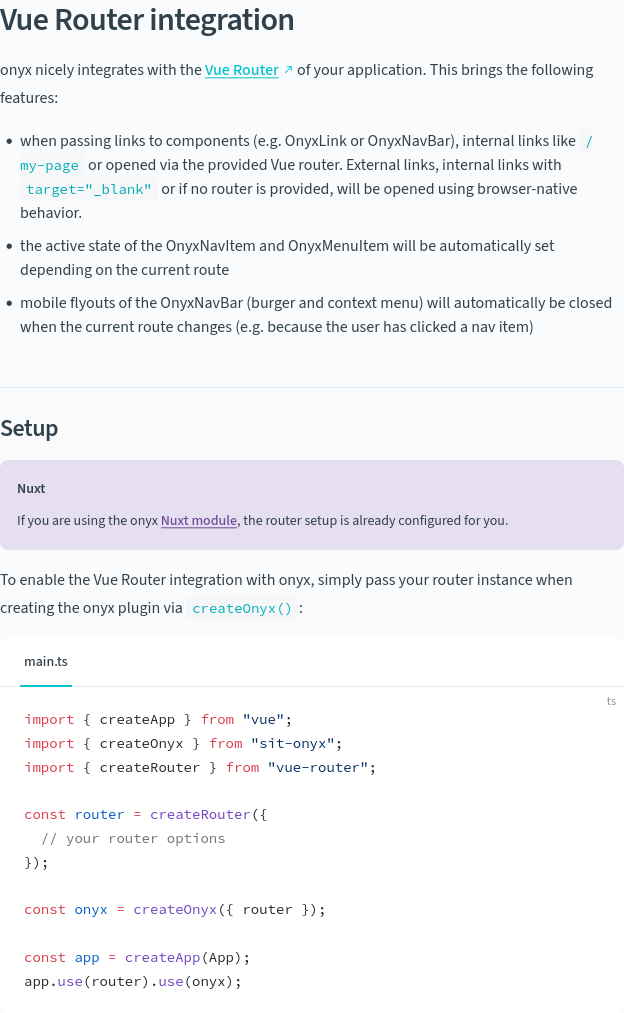 Vue Router integration
onyx nicely integrates with the Vue Router ↗ of your application. This brings the following
features:
• when passing links to components (e.g. OnyxLink or OnyxNavBar), internal links like /
my-page or opened via the provided Vue router. External links, internal links with
target="_blank" or if no router is provided, will be opened using browser-native
behavior.
• the active state of the OnyxNavItem and OnyxMenuItem will be automatically set
depending on the current route
• mobile flyouts of the OnyxNavBar (burger and context menu) will automatically be closed
when the current route changes (e.g. because the user has clicked a nav item)
Setup
Nuxt
If you are using the onyx Nuxt module, the router setup is already configured for you.
To enable the Vue Router integration with onyx, simply pass your router instance when
creating the onyx plugin via createOnyx() :
main.ts
ts
import { createApp } from "vue";
import { createOnyx } from "sit-onyx";
import { createRouter } from "vue-router";
const router = createRouter({
  // your router options
});
const onyx = createOnyx({ router });
const app = createApp(App);
app.use(router).use(onyx);